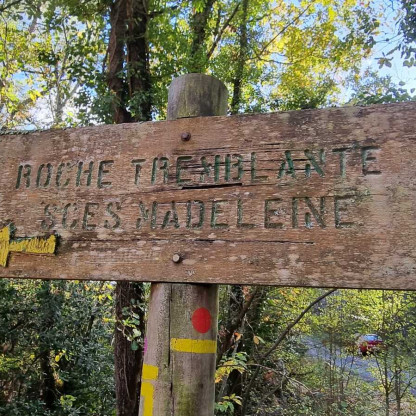 ROCHE TREMBLANTE
SCES MADELEINE